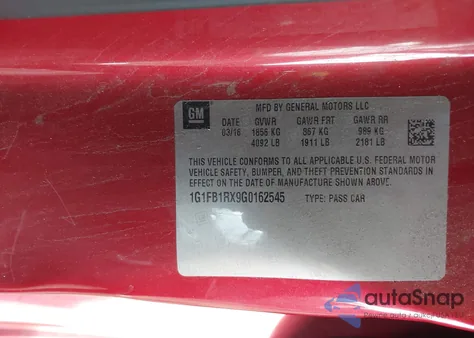 MFD BY GENERAL MOTORS LLC
GM DATE GVWR GAWR FRT GAWR RR
03/16 1856 KG 867 KG 989 KG
4092 LB 1911 LB 2181 LB
THIS VEHICLE CONFORMS TO ALL APPLICABLE U.S. FEDERAL MOTOR
VEHICLE SAFETY, BUMPER, AND THEFT PREVENTION STANDARDS
IN EFFECT ON THE DATE OF MANUFACTURE SHOWN ABOVE.
1G1FB1RX9G0162545 TYPE: PASS CAR
autoSnap